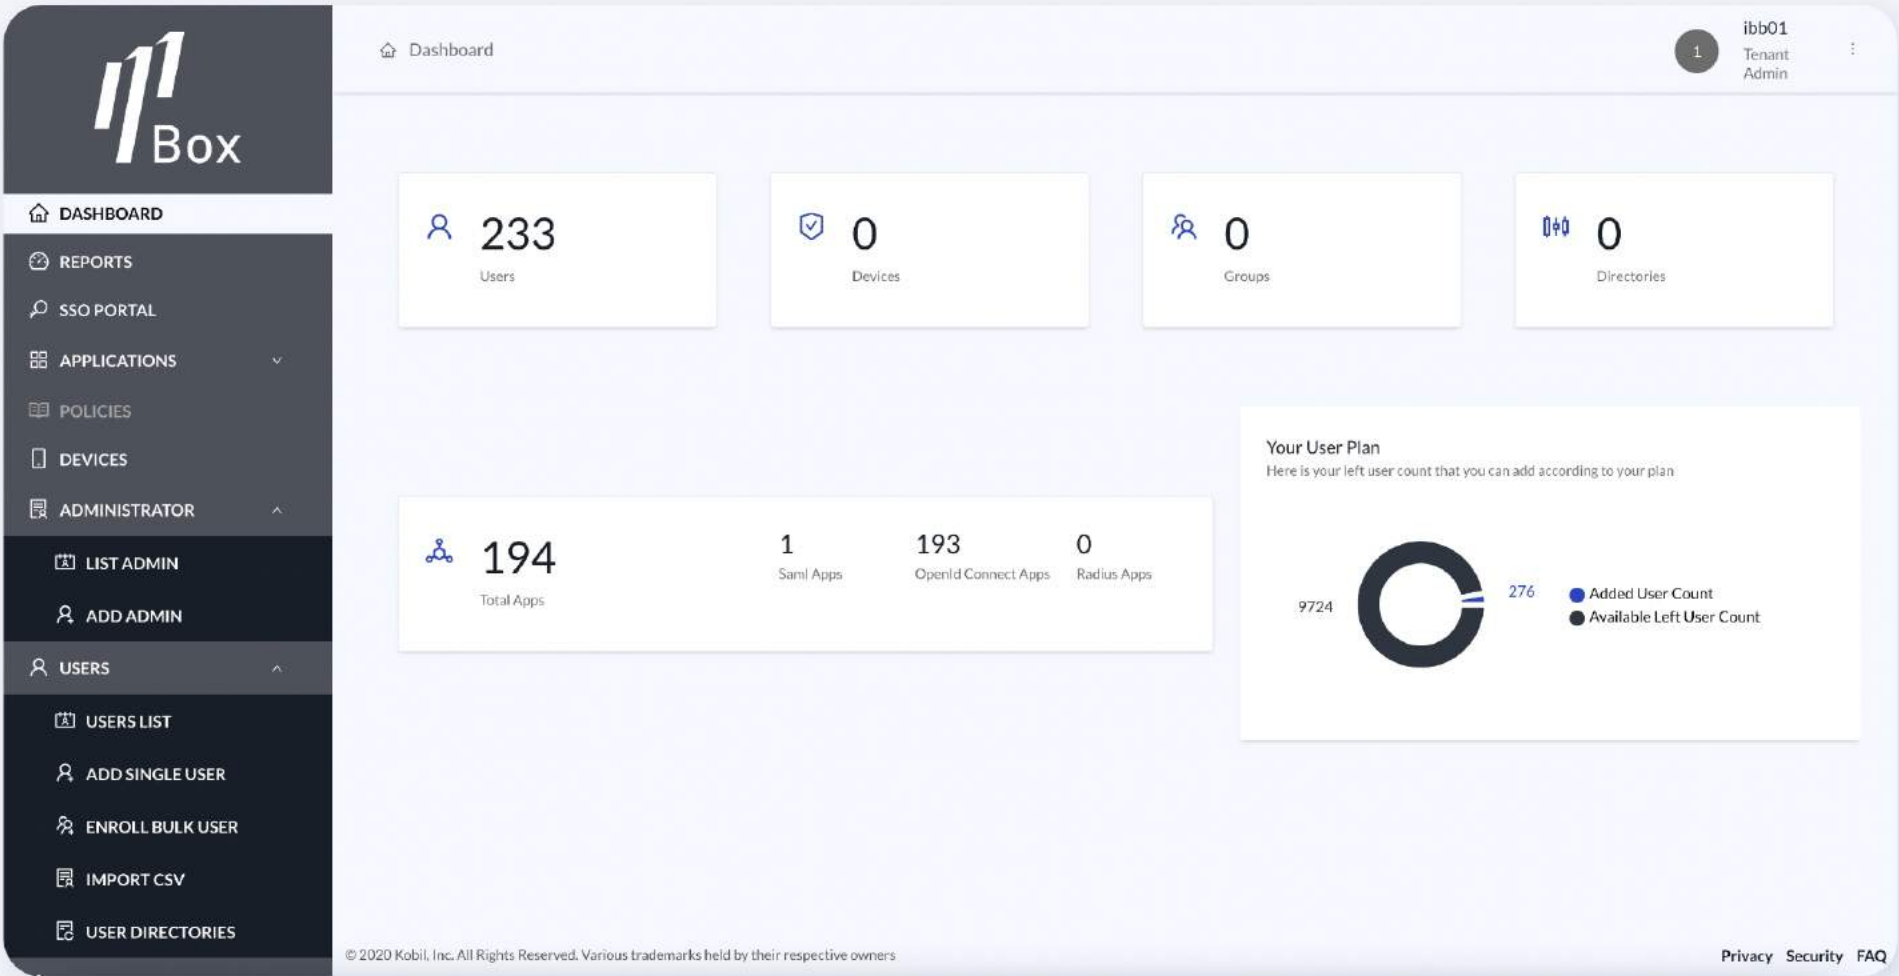 Box
DASHBOARD
REPORTS
SSO PORTAL
APPLICATIONS
POLICIES
DEVICES
ADMINISTRATOR
LIST ADMIN
ADD ADMIN
USERS
USERS LIST
ADD SINGLE USER
ENROLL BULK USER
IMPORT CSV
USER DIRECTORIES
Dashboard
1
ibb01
Tenant
Admin
233
Users
0
Devices
0
Groups
0
Directories
194
Total Apps
1
Saml Apps
193
OpenId Connect Apps
0
Radius Apps
Your User Plan
Here is your left user count that you can add according to your plan
9724
276
Added User Count
Available Left User Count
© 2020 Kobil, Inc. All Rights Reserved. Various trademarks held by their respective owners
Privacy Security FAQ